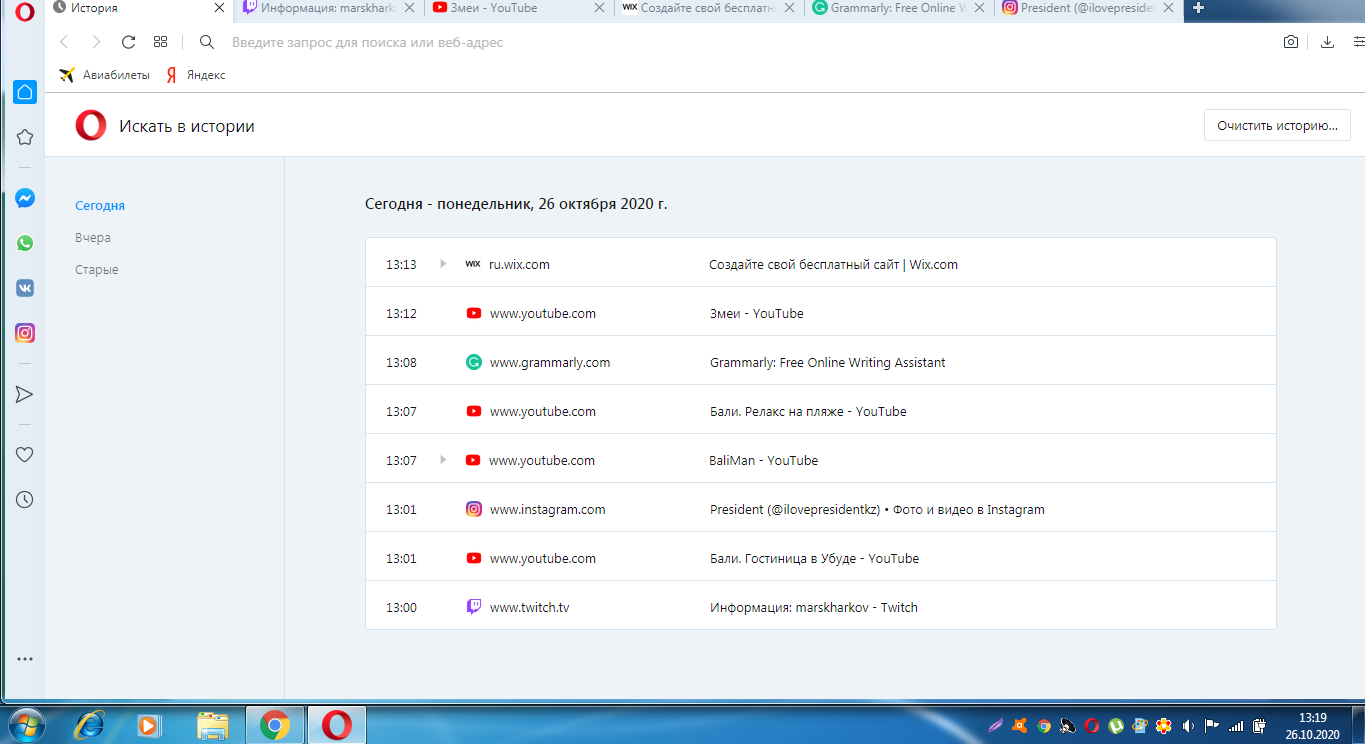 История
Информация: marskharkov
Змеи - YouTube
WIX Создайте свой бесплатный
Grammarly: Free Online W
President (@ilovepresiden
Введите запрос для поиска или веб-адрес
Авиабилеты
Я Яндекс
Искать в истории
Очистить историю...
Сегодня
Вчера
Старые
Сегодня - понедельник, 26 октября 2020 г.
13:13 WIX ru.wix.com Создайте свой бесплатный сайт | Wix.com
13:12 www.youtube.com Змеи - YouTube
13:08 www.grammarly.com Grammarly: Free Online Writing Assistant
13:07 www.youtube.com Бали. Релакс на пляже - YouTube
13:07 www.youtube.com BaliMan - YouTube
13:01 www.instagram.com President (@ilovepresidentkz) • Фото и видео в Instagram
13:01 www.youtube.com Бали. Гостиница в Убуде - YouTube
13:00 www.twitch.tv Информация: marskharkov - Twitch
13:19
26.10.2020